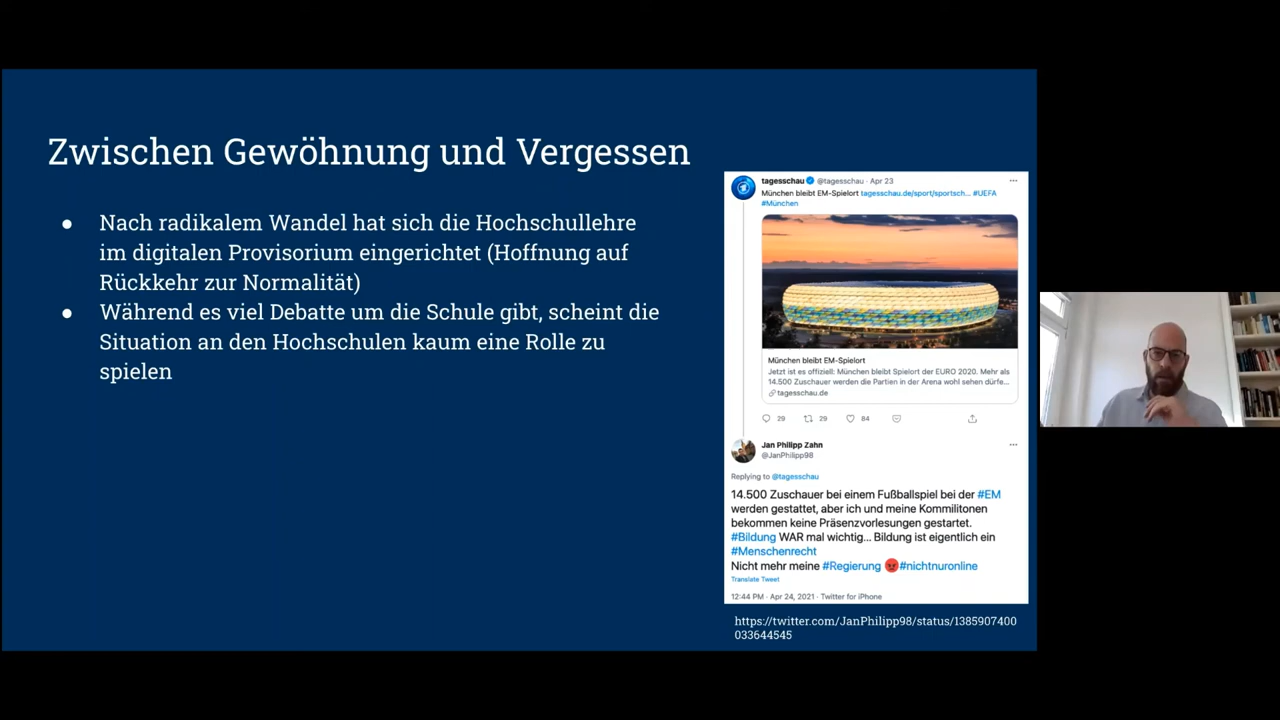 Zwischen Gewöhnung und Vergessen
● Nach radikalem Wandel hat sich die Hochschullehre
im digitalen Provisorium eingerichtet (Hoffnung auf
Rückkehr zur Normalität)
● Während es viel Debatte um die Schule gibt, scheint die
Situation an den Hochschulen kaum eine Rolle zu
spielen
tagesschau @tagesschau · Apr 23
München bleibt EM-Spielort tagesschau.de/sport/sportsch... #UEFA
#München
München bleibt EM-Spielort
Jetzt ist es offiziell: München bleibt Spielort der EURO 2020. Mehr als
14.500 Zuschauer werden die Partien in der Arena wohl sehen dürfe...
tagesschau.de
29 29 84
Jan Philipp Zahn
@JanPhilipp98
Replying to @tagesschau
14.500 Zuschauer bei einem Fußballspiel bei der #EM
werden gestattet, aber ich und meine Kommilitonen
bekommen keine Präsenzvorlesungen gestartet.
#Bildung WAR mal wichtig... Bildung ist eigentlich ein
#Menschenrecht
Nicht mehr meine #Regierung 😡#nichtnuronline
Translate Tweet
12:44 PM · Apr 24, 2021 · Twitter for iPhone
https://twitter.com/JanPhilipp98/status/1385907400
033644545